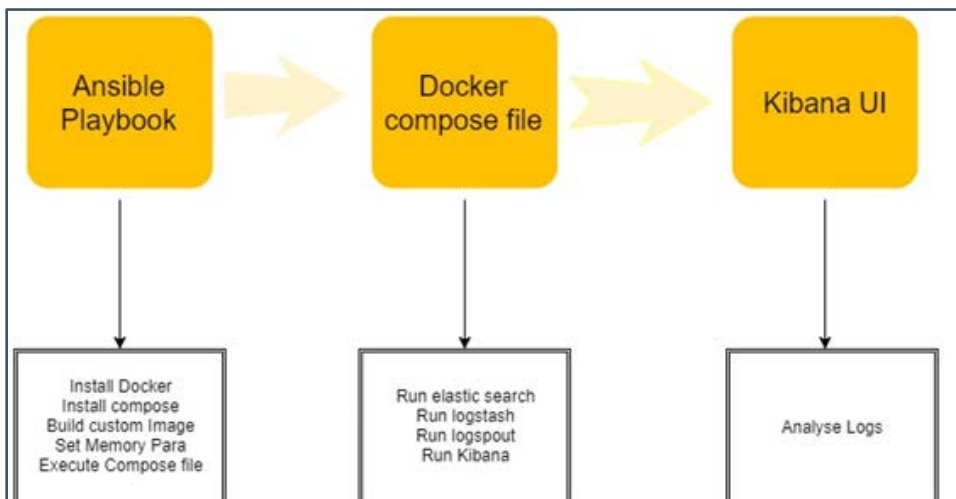 Ansible
Playbook
Docker
compose file
Kibana UI
Install Docker
Install compose
Build custom Image
Set Memory Para
Execute Compose file
Run elastic search
Run logstash
Run logspout
Run Kibana
Analyse Logs